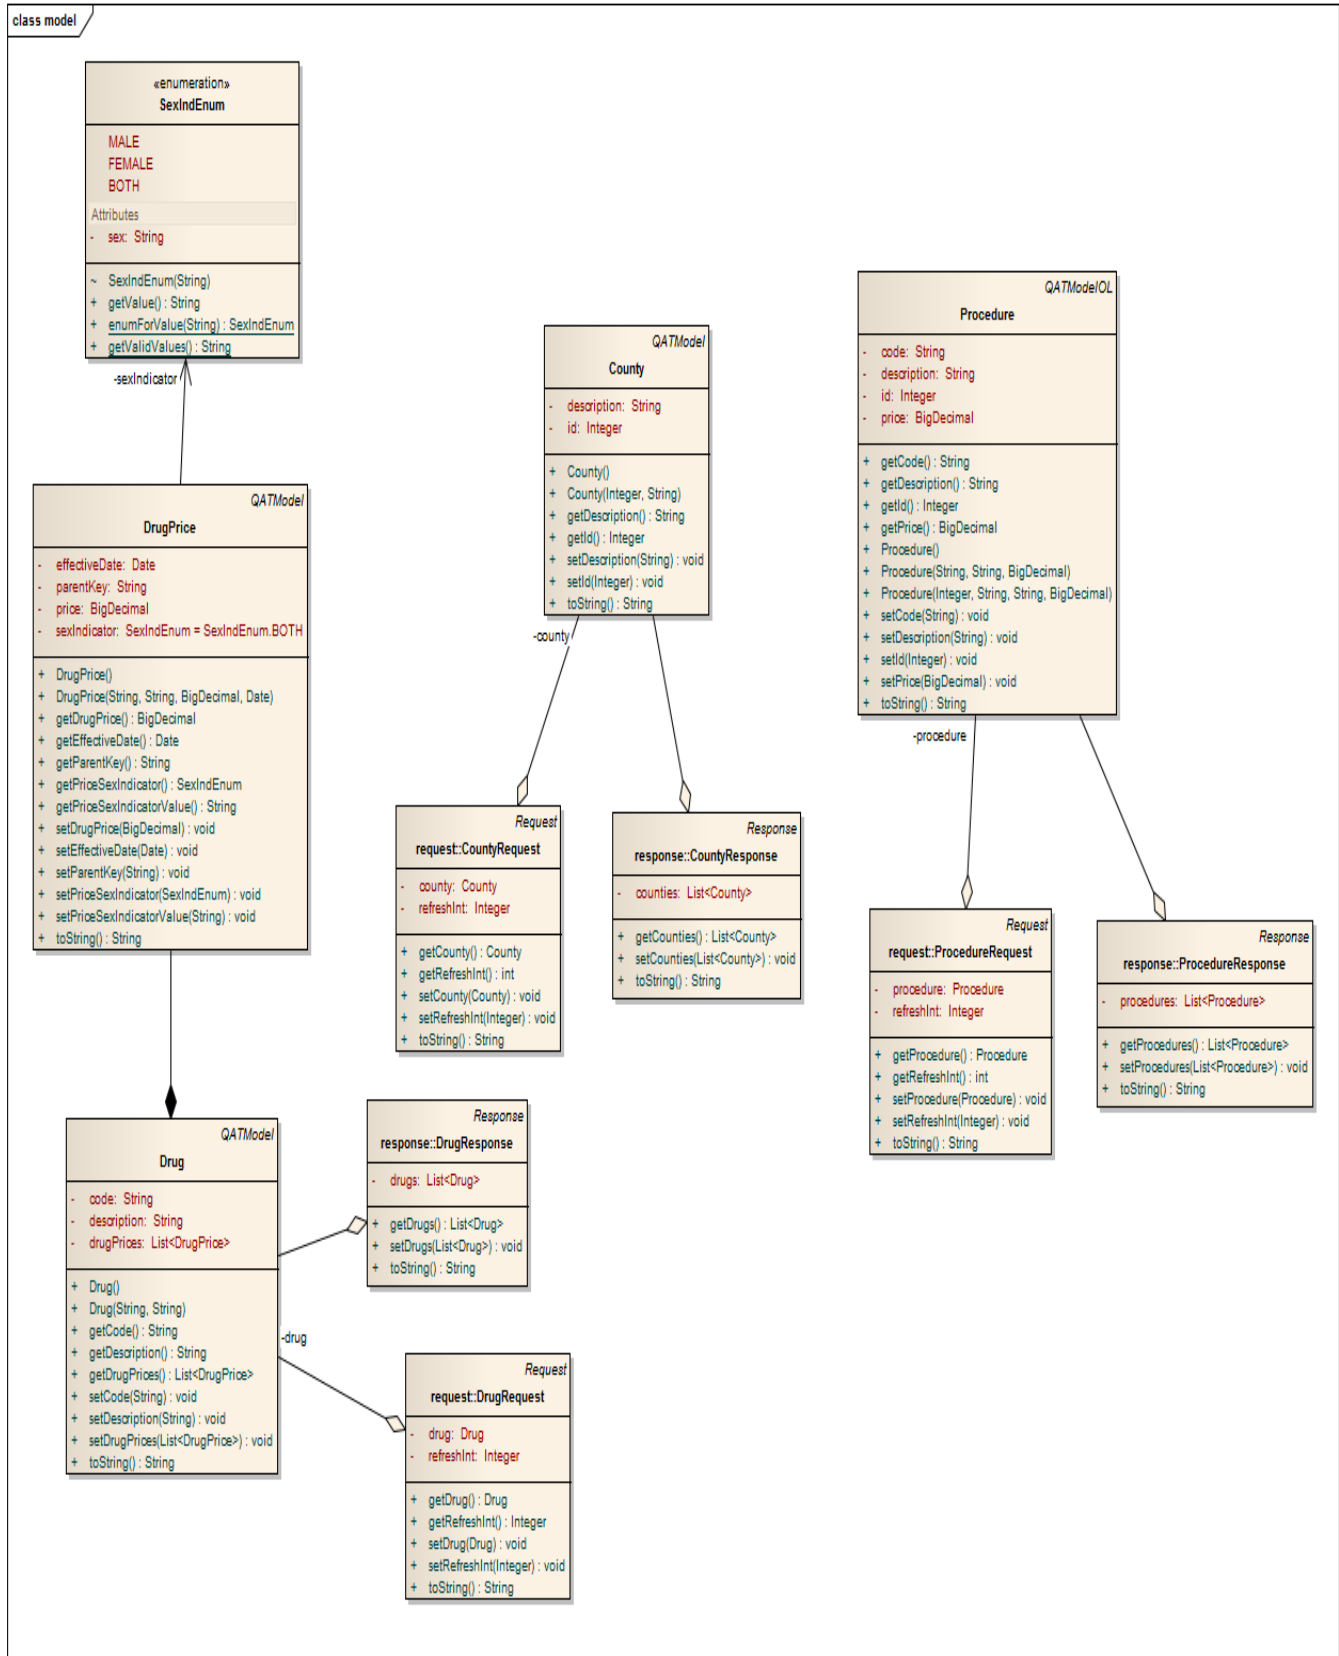 class model
«enumeration»
SexIndEnum
MALE
FEMALE
BOTH
Attributes
- sex: String
~ SexIndEnum(String)
+ getValue() : String
+ enumForValue(String) : SexIndEnum
+ getValidValues() : String
-sexIndicator
QATModel
DrugPrice
- effectiveDate: Date
- parentKey: String
- price: BigDecimal
- sexIndicator: SexIndEnum = SexIndEnum.BOTH
+ DrugPrice()
+ DrugPrice(String, String, BigDecimal, Date)
+ getDrugPrice() : BigDecimal
+ getEffectiveDate() : Date
+ getParentKey() : String
+ getPriceSexIndicator() : SexIndEnum
+ getPriceSexIndicatorValue() : String
+ setDrugPrice(BigDecimal) : void
+ setEffectiveDate(Date) : void
+ setParentKey(String) : void
+ setPriceSexIndicator(SexIndEnum) : void
+ setPriceSexIndicatorValue(String) : void
+ toString() : String
QATModel
Drug
- code: String
- description: String
- drugPrices: List<DrugPrice>
+ Drug()
+ Drug(String, String)
+ getCode() : String
+ getDescription() : String
+ getDrugPrices() : List<DrugPrice>
+ setCode(String) : void
+ setDescription(String) : void
+ setDrugPrices(List<DrugPrice>) : void
+ toString() : String
-drug
Response
response::DrugResponse
- drugs: List<Drug>
+ getDrugs() : List<Drug>
+ setDrugs(List<Drug>) : void
+ toString() : String
Request
request::DrugRequest
- drug: Drug
- refreshInt: Integer
+ getDrug() : Drug
+ getRefreshInt() : Integer
+ setDrug(Drug) : void
+ setRefreshInt(Integer) : void
+ toString() : String
QATModel
County
- description: String
- id: Integer
+ County()
+ County(Integer, String)
+ getDescription() : String
+ getId() : Integer
+ setDescription(String) : void
+ setId(Integer) : void
+ toString() : String
-county
Request
request::CountyRequest
- county: County
- refreshInt: Integer
+ getCounty() : County
+ getRefreshInt() : int
+ setCounty(County) : void
+ setRefreshInt(Integer) : void
+ toString() : String
Response
response::CountyResponse
- counties: List<County>
+ getCounties() : List<County>
+ setCounties(List<County>) : void
+ toString() : String
QATModelOL
Procedure
- code: String
- description: String
- id: Integer
- price: BigDecimal
+ getCode() : String
+ getDescription() : String
+ getId() : Integer
+ getPrice() : BigDecimal
+ Procedure()
+ Procedure(String, String, BigDecimal)
+ Procedure(Integer, String, String, BigDecimal)
+ setCode(String) : void
+ setDescription(String) : void
+ setId(Integer) : void
+ setPrice(BigDecimal) : void
+ toString() : String
-procedure
Request
request::ProcedureRequest
- procedure: Procedure
- refreshInt: Integer
+ getProcedure() : Procedure
+ getRefreshInt() : int
+ setProcedure(Procedure) : void
+ setRefreshInt(Integer) : void
+ toString() : String
Response
response::ProcedureResponse
- procedures: List<Procedure>
+ getProcedures() : List<Procedure>
+ setProcedures(List<Procedure>) : void
+ toString() : String